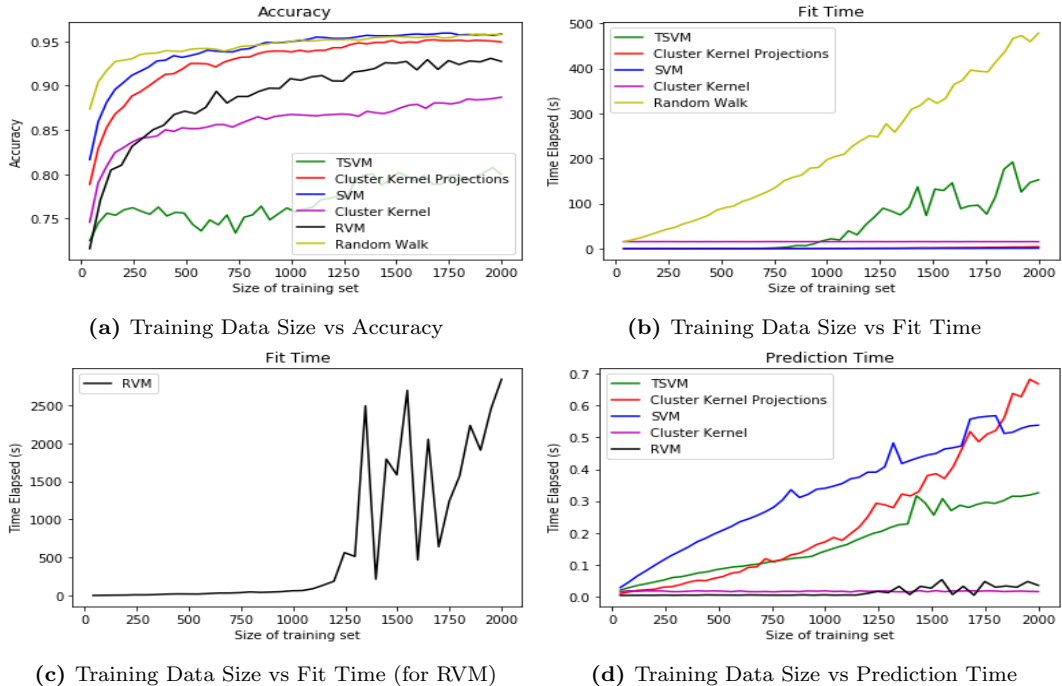 Accuracy
Accuracy
0.95
0.90
0.85
0.80
0.75
TSVM
Cluster Kernel Projections
SVM
Cluster Kernel
RVM
Random Walk
0 250 500 750 1000 1250 1500 1750 2000
Size of training set
(a) Training Data Size vs Accuracy
Fit Time
Time Elapsed (s)
500
400
300
200
100
0
TSVM
Cluster Kernel Projections
SVM
Cluster Kernel
Random Walk
0 250 500 750 1000 1250 1500 1750 2000
Size of training set
(b) Training Data Size vs Fit Time
Fit Time
Time Elapsed (s)
2500
2000
1500
1000
500
0
RVM
0 250 500 750 1000 1250 1500 1750 2000
Size of training set
(c) Training Data Size vs Fit Time (for RVM)
Prediction Time
Time Elapsed (s)
0.7
0.6
0.5
0.4
0.3
0.2
0.1
0.0
TSVM
Cluster Kernel Projections
SVM
Cluster Kernel
RVM
0 250 500 750 1000 1250 1500 1750 2000
Size of training set
(d) Training Data Size vs Prediction Time